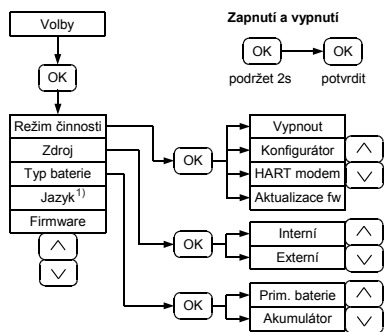 Volby
OK
Režim činnosti
Zdroj
Typ baterie
Jazyk1)
Firmware
Zapnutí a vypnutí
OK
OK
podržet 2s
potvrdit
OK
Vypnout
Konfigurátor
HART modem
Aktualizace fw
OK
Interní
Externí
OK
Prim. baterie
Akumulátor